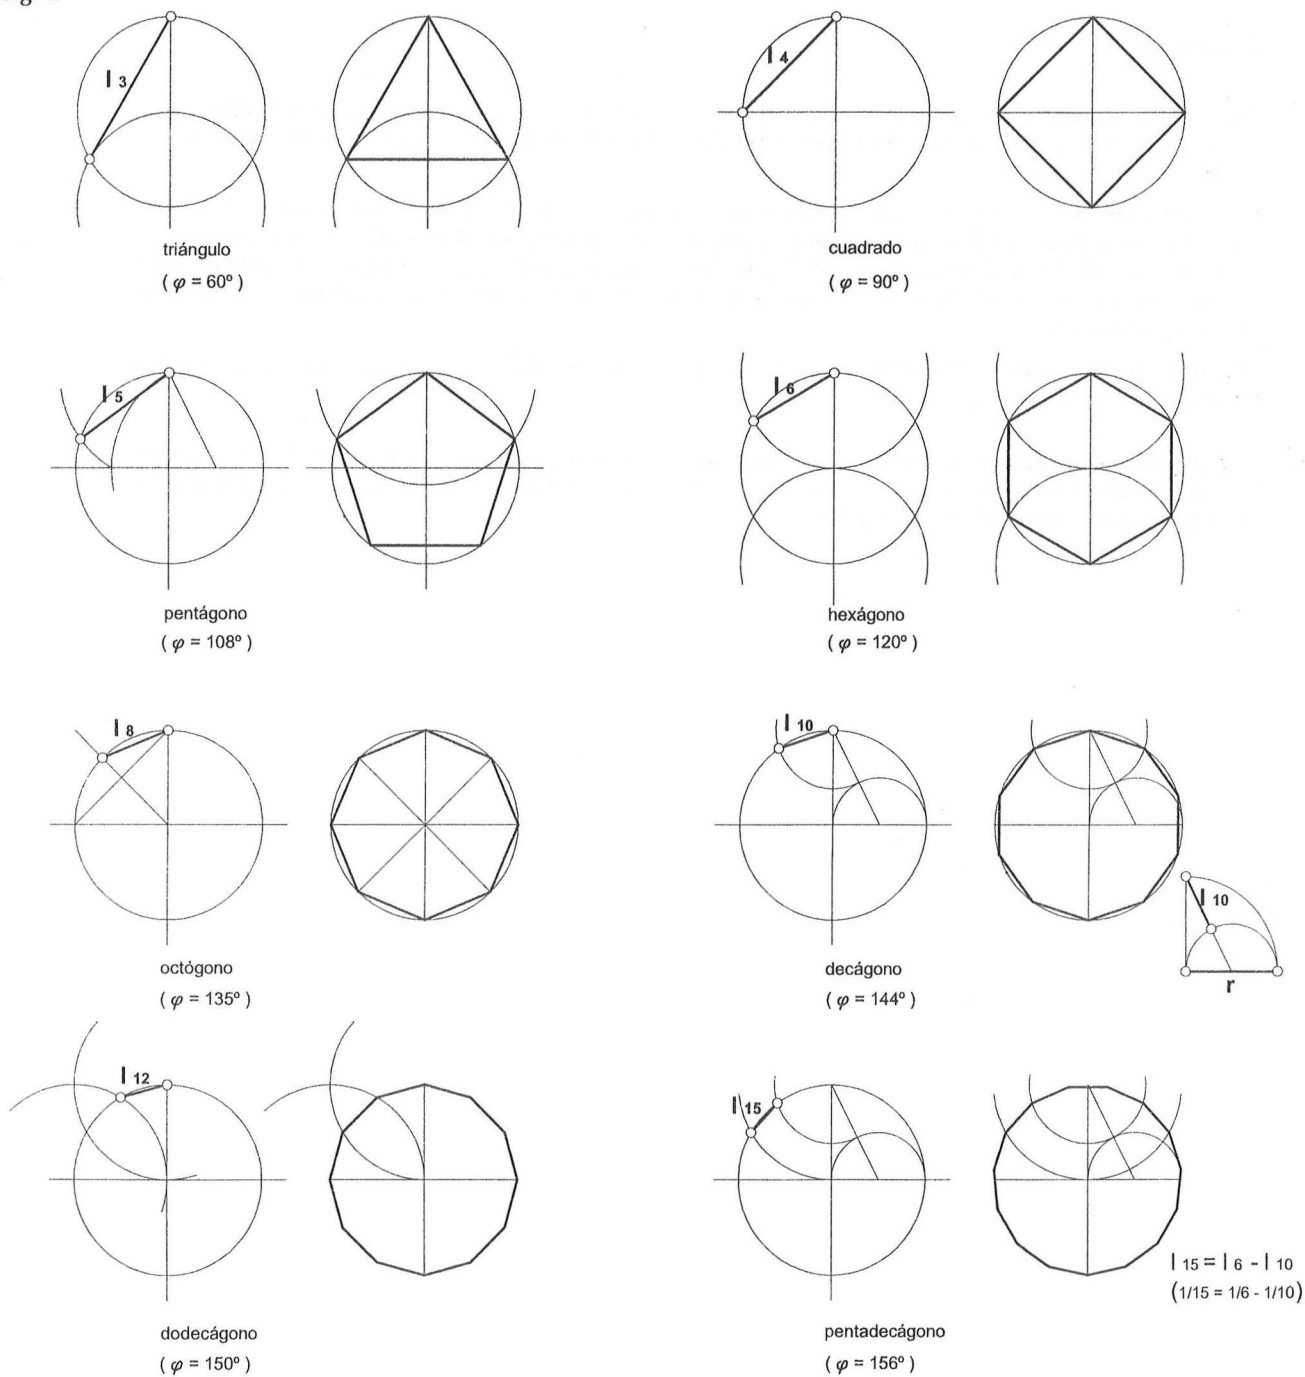 l 3
l 4
triángulo
( φ = 60º )
cuadrado
( φ = 90º )
l 5
l 6
pentágono
( φ = 108º )
hexágono
( φ = 120º )
l 8
l 10
l 10
r
octógono
( φ = 135º )
decágono
( φ = 144º )
l 12
l 15
l 15 = l 6 - l 10
(1/15 = 1/6 - 1/10)
dodecágono
( φ = 150º )
pentadecágono
( φ = 156º )